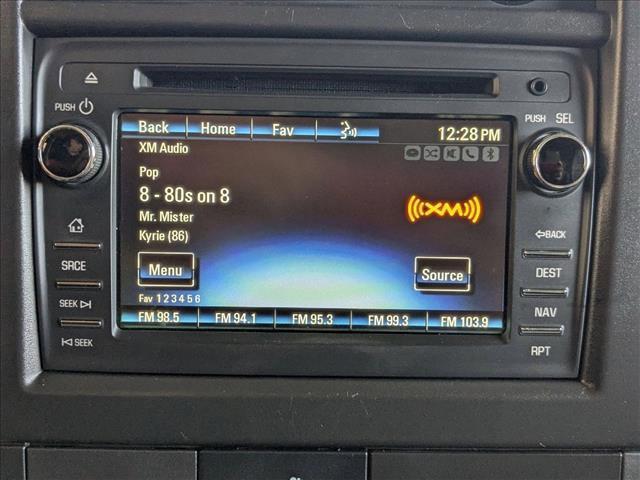 PUSH
PUSH SEL
Back Home Fav 12:28 PM
XM Audio
Pop
8 - 80s on 8
Mr. Mister
Kyrie (86)
XM
Menu
Source
Fav 1 2 3 4 5 6
FM 98.5 FM 94.1 FM 95.3 FM 99.3 FM 103.9
SRCE
SEEK
SEEK
BACK
DEST
NAV
RPT